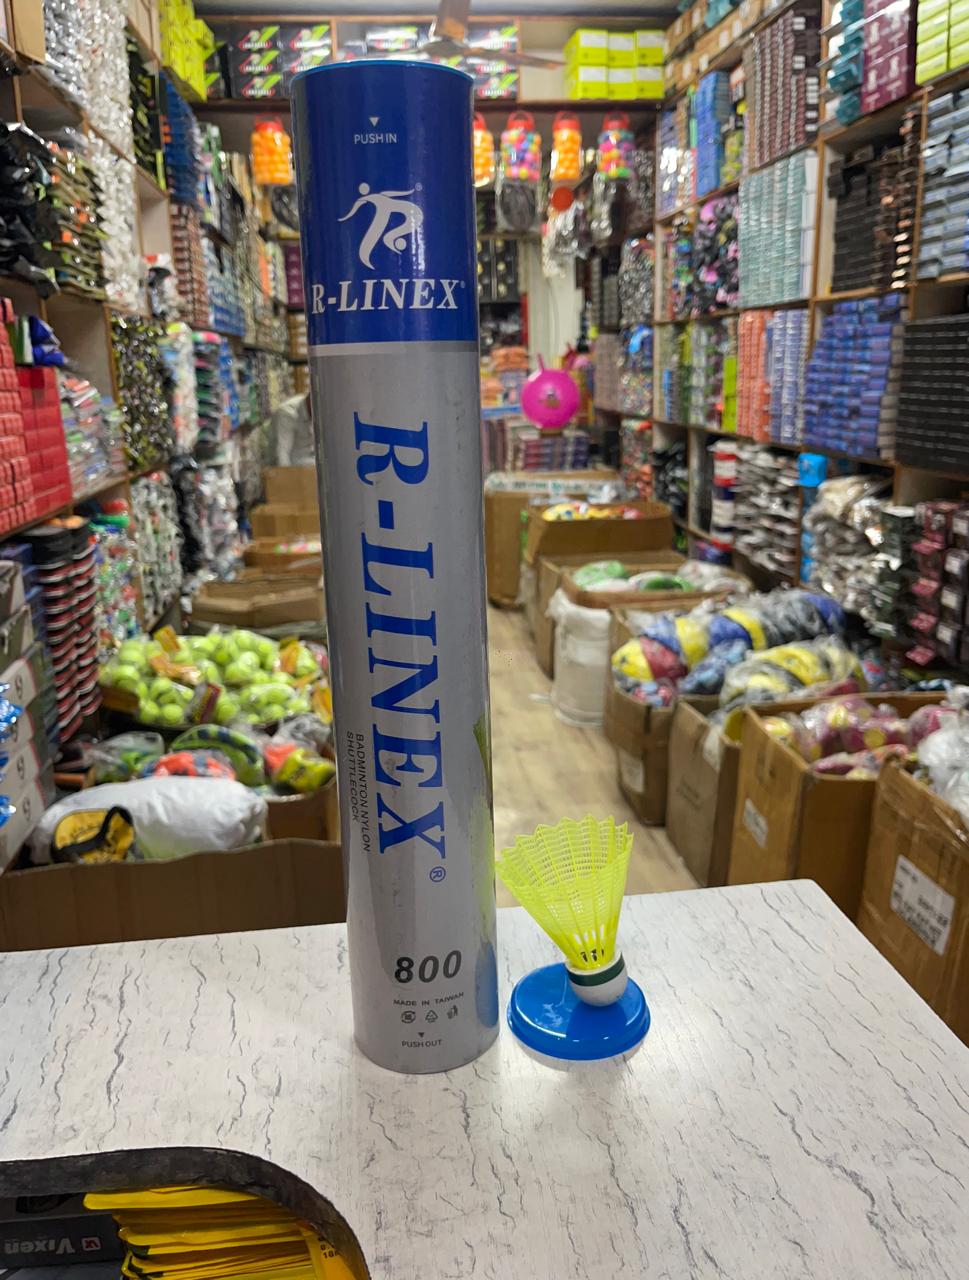 PUSH IN
R-LINEX®
R-LINEX®
BADMINTON NYLON
SHUTTLECOCK
800
MADE IN TAIWAN
PUSH OUT
Vixen